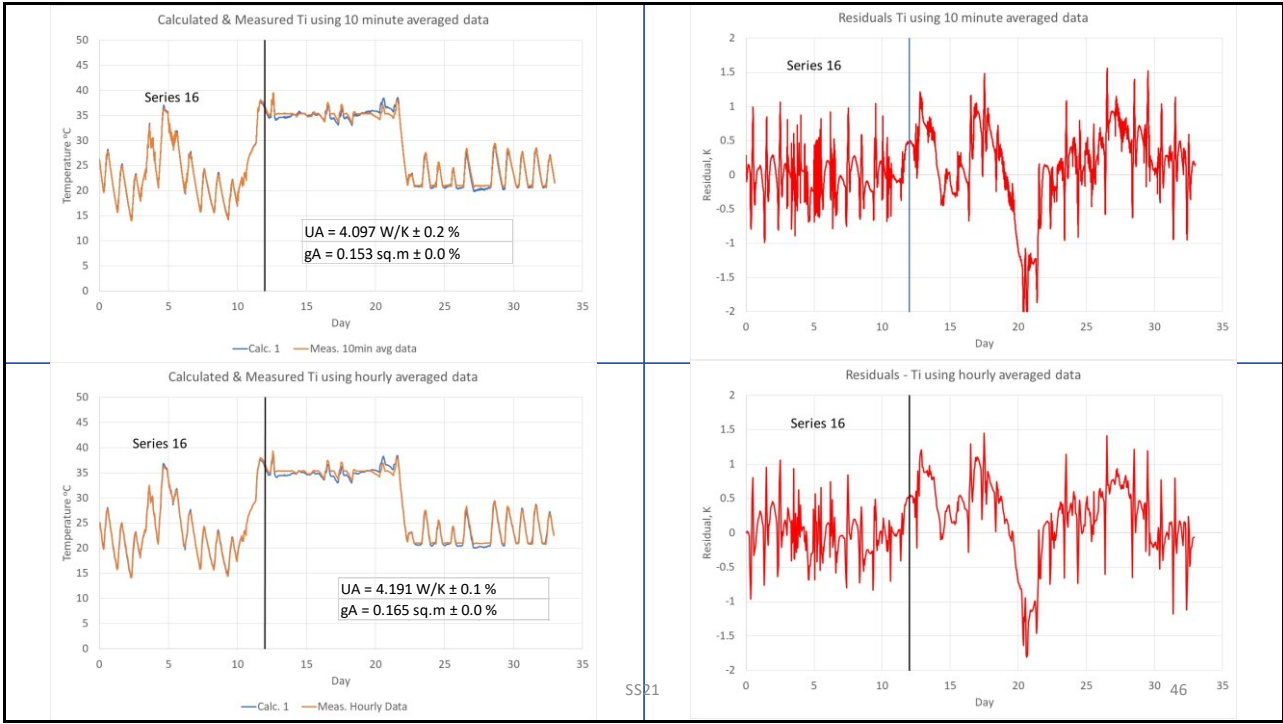 Calculated & Measured Ti using 10 minute averaged data
50
45
40
35
30
25
20
15
10
5
0
Temperature ºC
Series 16
UA = 4.097 W/K ± 0.2 %
gA = 0.153 sq.m ± 0.0 %
0 5 10 15 20 25 30 35
Day
Calc. 1 Meas. 10min avg data
Residuals Ti using 10 minute averaged data
2
1.5
1
0.5
0
-0.5
-1
-1.5
-2
Residual, K
Series 16
0 5 10 15 20 25 30 35
Day
Calculated & Measured Ti using hourly averaged data
50
45
40
35
30
25
20
15
10
5
0
Temperature ºC
Series 16
UA = 4.191 W/K ± 0.1 %
gA = 0.165 sq.m ± 0.0 %
0 5 10 15 20 25 30 35
Day
Calc. 1 Meas. Hourly Data
Residuals - Ti using hourly averaged data
2
1.5
1
0.5
0
-0.5
-1
-1.5
-2
Residual, K
Series 16
0 5 10 15 20 25 30 35
Day
SS21
46